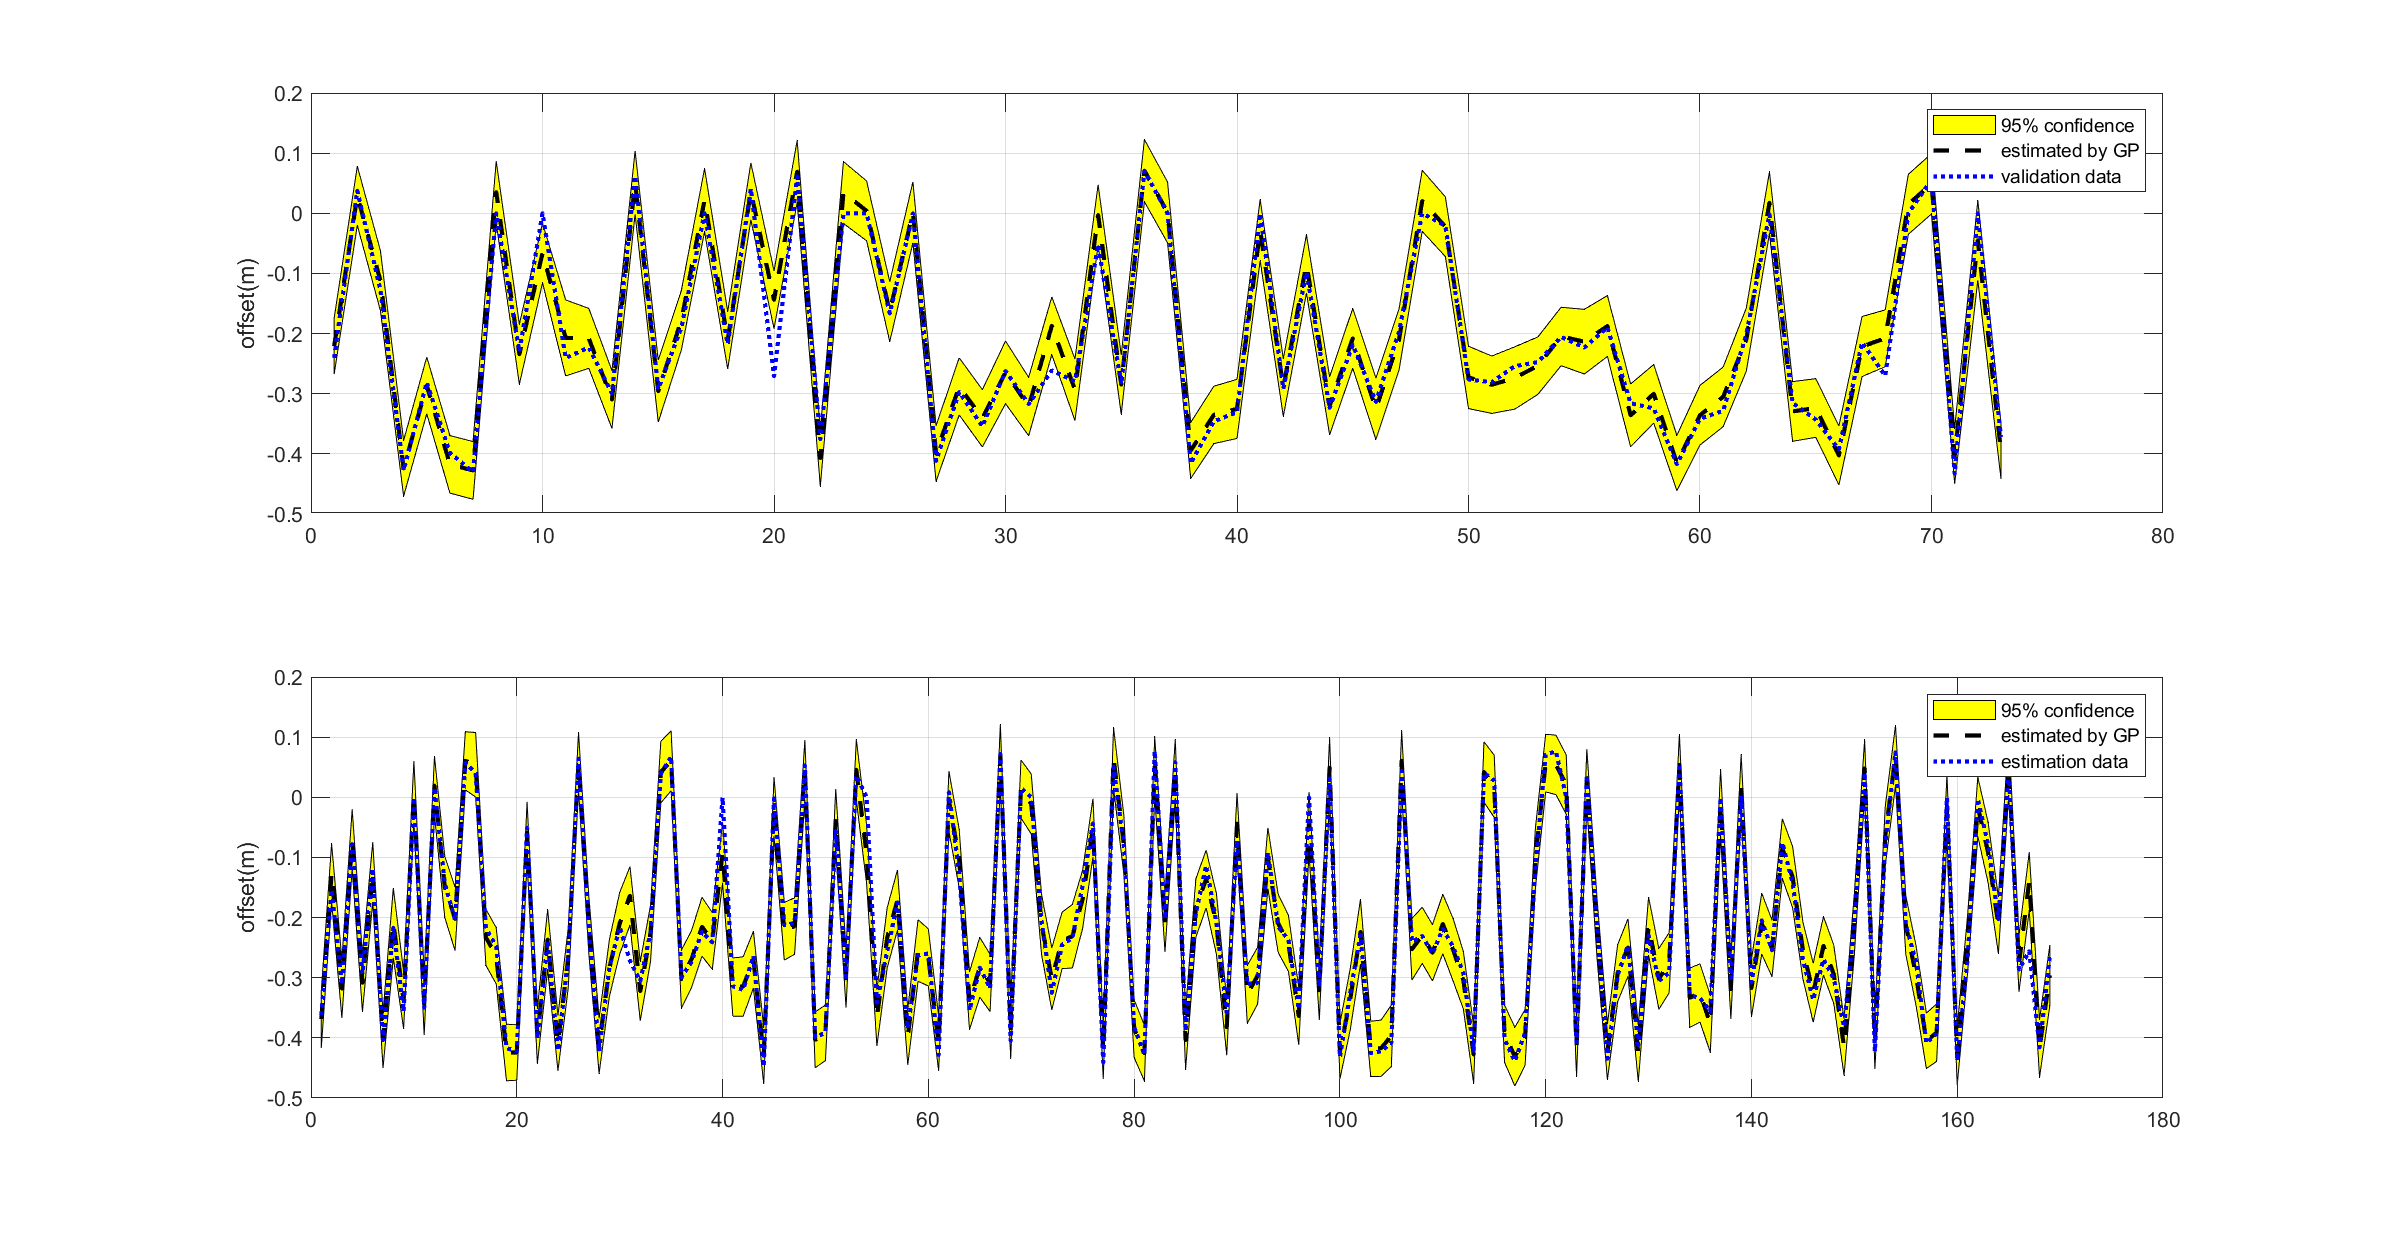 0.2
0.1
0
-0.1
-0.2
-0.3
-0.4
-0.5
offset(m)
0 10 20 30 40 50 60 70 80
95% confidence
estimated by GP
validation data
0.2
0.1
0
-0.1
-0.2
-0.3
-0.4
-0.5
offset(m)
0 20 40 60 80 100 120 140 160 180
95% confidence
estimated by GP
estimation data